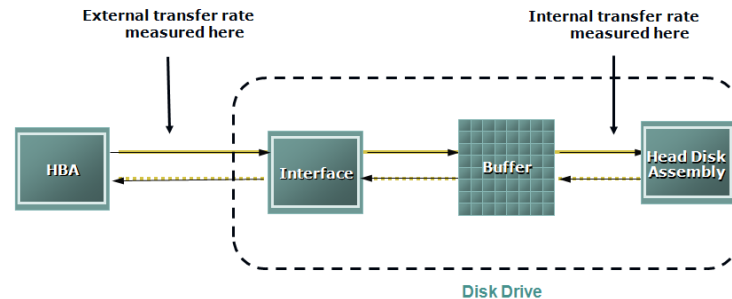 External transfer rate
measured here
Internal transfer rate
measured here
HBA
Interface
Buffer
Head Disk
Assembly
Disk Drive